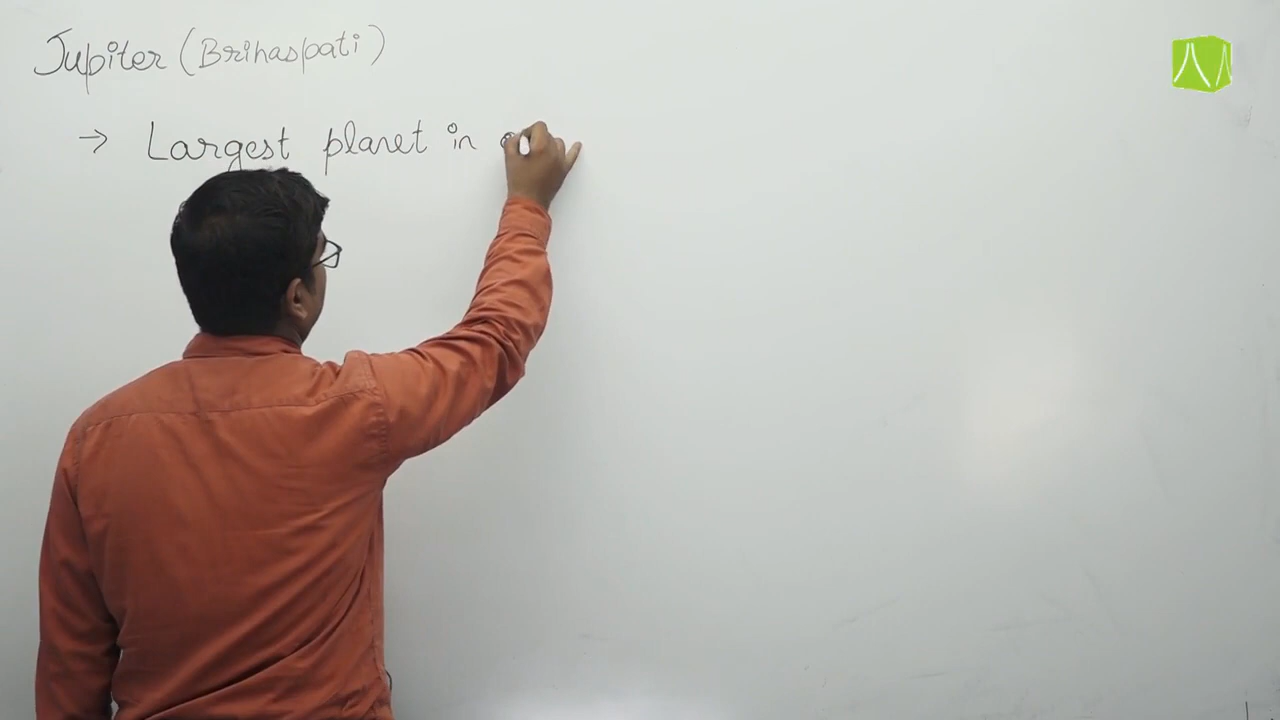 Jupiter (Brihaspati)
→ Largest planet in